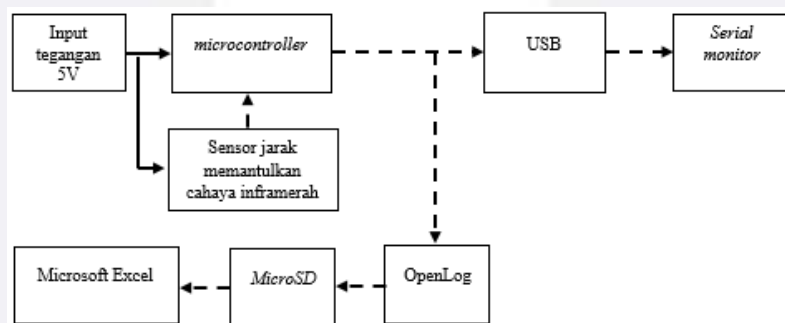 Input
tegangan
5V
microcontroller
USB
Serial
monitor
Sensor jarak
memantulkan
cahaya inframerah
Microsoft Excel
MicroSD
OpenLog